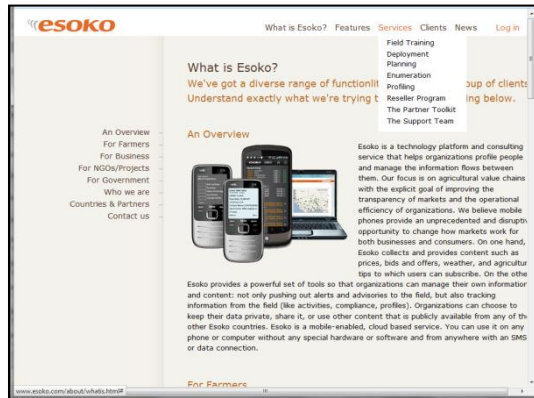 esoko
What is Esoko? Features Services Clients News Log in
Field Training
Deployment
Planning
Enumeration
Profiling
Reseller Program
The Partner Toolkit
The Support Team
What is Esoko?
We've got a diverse range of functionlit oup of clients
Understand exactly what we're trying t ing below.
An Overview
For Farmers
For Business
For NGOs/Projects
For Government
Who we are
Countries & Partners
Contact us
An Overview
Esoko is a technology platform and consulting
service that helps organizations profile people
and manage the information flows between
them. Our focus is on agricultural value chains
with the explicit goal of improving the
transparency of markets and the operational
efficiency of organizations. We believe mobile
phones provide an unprecedented and disruptiv
opportunity to change how markets work for
both businesses and consumers. On one hand,
Esoko collects and provides content such as
prices, bids and offers, weather, and agricultur
tips to which users can subscribe. On the othe
Esoko provides a powerful set of tools so that organizations can manage their own information
and content: not only pushing out alerts and advisories to the field, but also tracking
information from the field (like activities, compliance, profiles). Organizations can choose to
keep their data private, share it, or use other content that is publicly available from any of th
other Esoko countries. Esoko is a mobile-enabled, cloud based service. You can use it on any
phone or computer without any special hardware or software and from anywhere with an SMS
or data connection.
For Farmers
www.esoko.com/about/whatis.html#